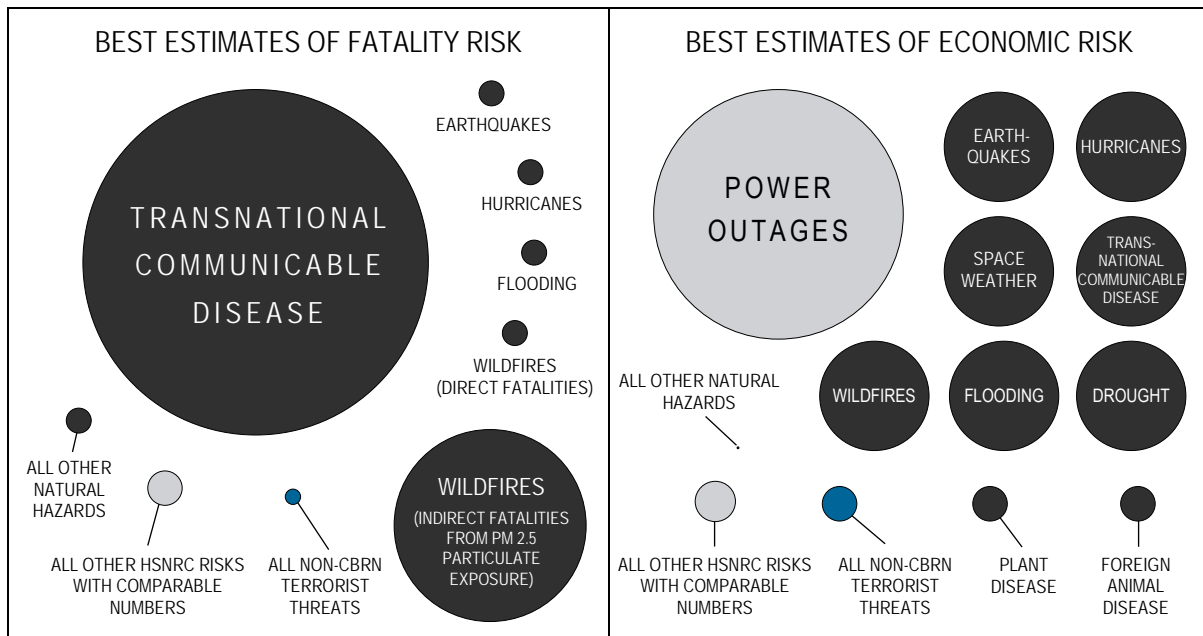 BEST ESTIMATES OF FATALITY RISK
EARTHQUAKES
HURRICANES
TRANSNATIONAL
COMMUNICABLE
DISEASE
FLOODING
WILDFIRES
(DIRECT FATALITIES)
ALL OTHER
NATURAL
HAZARDS
WILDFIRES
(INDIRECT FATALITIES
FROM PM 2.5
PARTICULATE
EXPOSURE)
ALL OTHER HSNRC RISKS
WITH COMPARABLE
NUMBERS
ALL NON-CBRN
TERRORIST
THREATS
BEST ESTIMATES OF ECONOMIC RISK
POWER
OUTAGES
EARTH-
QUAKES
HURRICANES
SPACE
WEATHER
TRANS-
NATIONAL
COMMUNICABLE
DISEASE
ALL OTHER NATURAL
HAZARDS
WILDFIRES
FLOODING
DROUGHT
ALL OTHER HSNRC RISKS
WITH COMPARABLE
NUMBERS
ALL NON-CBRN
TERRORIST
THREATS
PLANT
DISEASE
FOREIGN
ANIMAL
DISEASE